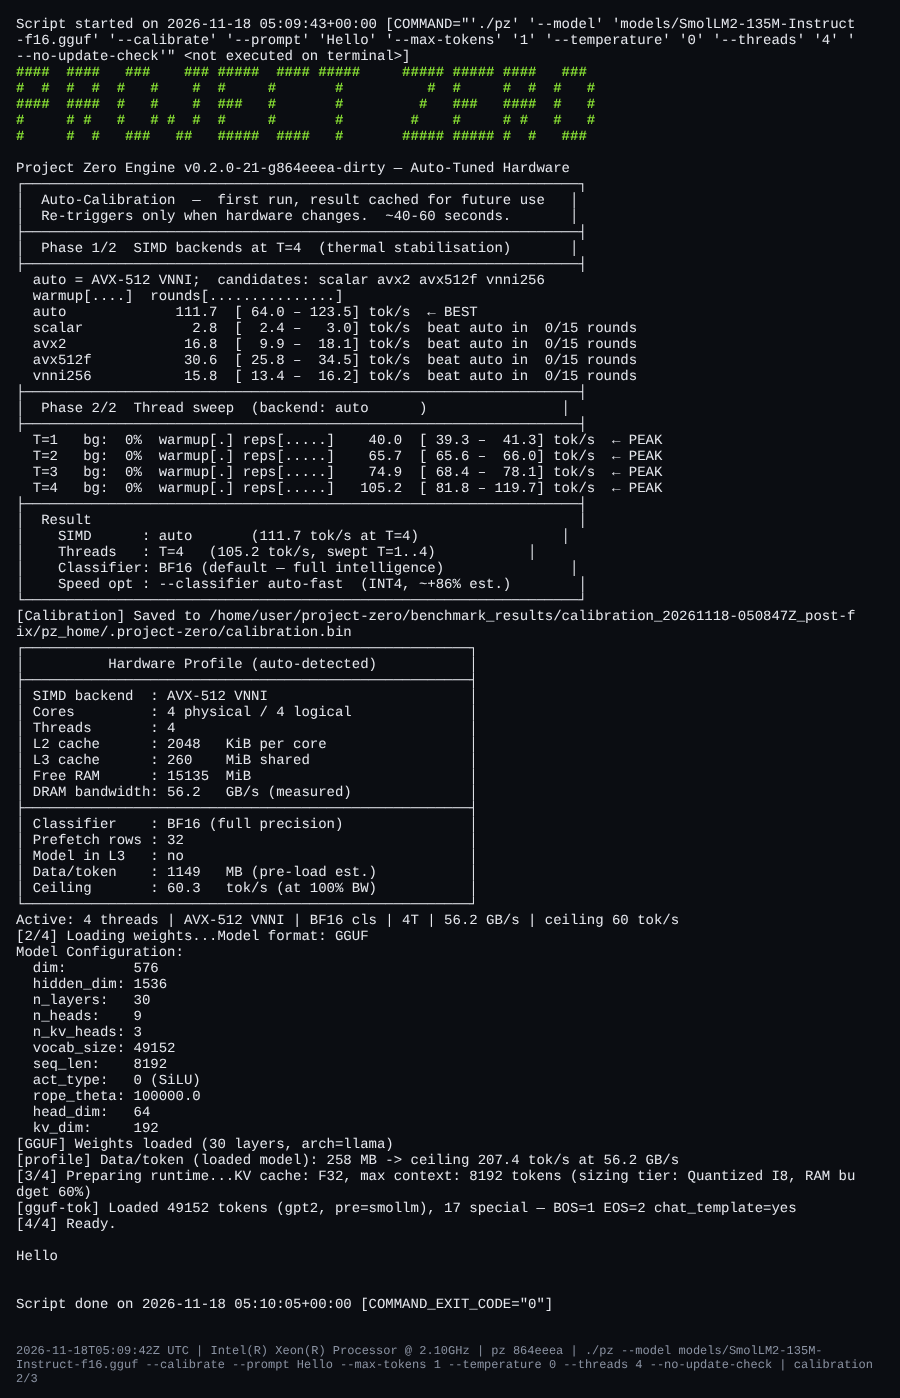 Script started on 2026-11-18 05:09:43+00:00 [COMMAND="'./pz' '--model' 'models/SmolLM2-135M-Instruct
-f16.gguf' '--calibrate' '--prompt' 'Hello' '--max-tokens' '1' '--temperature' '0' '--threads' '4' '
--no-update-check'" <not executed on terminal>]
PROJECT ZERO
Project Zero Engine v0.2.0-21-g864eeea-dirty — Auto-Tuned Hardware
Auto-Calibration — first run, result cached for future use
Re-triggers only when hardware changes. ~40-60 seconds.
Phase 1/2 SIMD backends at T=4 (thermal stabilisation)
auto = AVX-512 VNNI; candidates: scalar avx2 avx512f vnni256
warmup[....] rounds[...............]
auto 111.7 [ 64.0 – 123.5] tok/s ← BEST
scalar 2.8 [ 2.4 – 3.0] tok/s beat auto in 0/15 rounds
avx2 16.8 [ 9.9 – 18.1] tok/s beat auto in 0/15 rounds
avx512f 30.6 [ 25.8 – 34.5] tok/s beat auto in 0/15 rounds
vnni256 15.8 [ 13.4 – 16.2] tok/s beat auto in 0/15 rounds
Phase 2/2 Thread sweep (backend: auto )
T=1 bg: 0% warmup[.] reps[.....] 40.0 [ 39.3 – 41.3] tok/s ← PEAK
T=2 bg: 0% warmup[.] reps[.....] 65.7 [ 65.6 – 66.0] tok/s ← PEAK
T=3 bg: 0% warmup[.] reps[.....] 74.9 [ 68.4 – 78.1] tok/s ← PEAK
T=4 bg: 0% warmup[.] reps[.....] 105.2 [ 81.8 – 119.7] tok/s ← PEAK
Result
SIMD : auto (111.7 tok/s at T=4)
Threads : T=4 (105.2 tok/s, swept T=1..4)
Classifier: BF16 (default — full intelligence)
Speed opt : --classifier auto-fast (INT4, ~+86% est.)
[Calibration] Saved to /home/user/project-zero/benchmark_results/calibration_20261118-050847Z_post-f
ix/pz_home/.project-zero/calibration.bin
Hardware Profile (auto-detected)
SIMD backend : AVX-512 VNNI
Cores : 4 physical / 4 logical
Threads : 4
L2 cache : 2048 KiB per core
L3 cache : 260 MiB shared
Free RAM : 15135 MiB
DRAM bandwidth: 56.2 GB/s (measured)
Classifier : BF16 (full precision)
Prefetch rows : 32
Model in L3 : no
Data/token : 1149 MB (pre-load est.)
Ceiling : 60.3 tok/s (at 100% BW)
Active: 4 threads | AVX-512 VNNI | BF16 cls | 4T | 56.2 GB/s | ceiling 60 tok/s
[2/4] Loading weights...Model format: GGUF
Model Configuration:
dim: 576
hidden_dim: 1536
n_layers: 30
n_heads: 9
n_kv_heads: 3
vocab_size: 49152
seq_len: 8192
act_type: 0 (SiLU)
rope_theta: 100000.0
head_dim: 64
kv_dim: 192
[GGUF] Weights loaded (30 layers, arch=llama)
[profile] Data/token (loaded model): 258 MB -> ceiling 207.4 tok/s at 56.2 GB/s
[3/4] Preparing runtime...KV cache: F32, max context: 8192 tokens (sizing tier: Quantized I8, RAM bu
dget 60%)
[gguf-tok] Loaded 49152 tokens (gpt2, pre=smollm), 17 special — BOS=1 EOS=2 chat_template=yes
[4/4] Ready.
Hello
Script done on 2026-11-18 05:10:05+00:00 [COMMAND_EXIT_CODE="0"]
2026-11-18T05:09:42Z UTC | Intel(R) Xeon(R) Processor @ 2.10GHz | pz 864eeea | ./pz --model models/SmolLM2-135M-
Instruct-f16.gguf --calibrate --prompt Hello --max-tokens 1 --temperature 0 --threads 4 --no-update-check | calibration
2/3